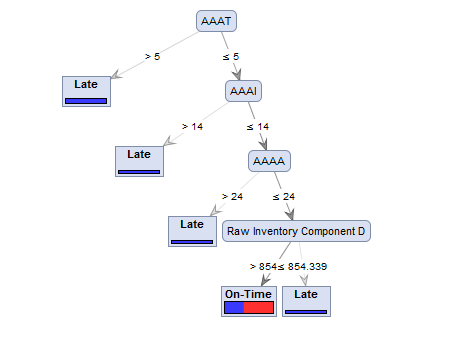 AAAT
> 5 ≤ 5
Late
AAAI
> 14 ≤ 14
Late
AAAA
> 24 ≤ 24
Late
Raw Inventory Component D
> 854≤ 854.339
On-Time Late